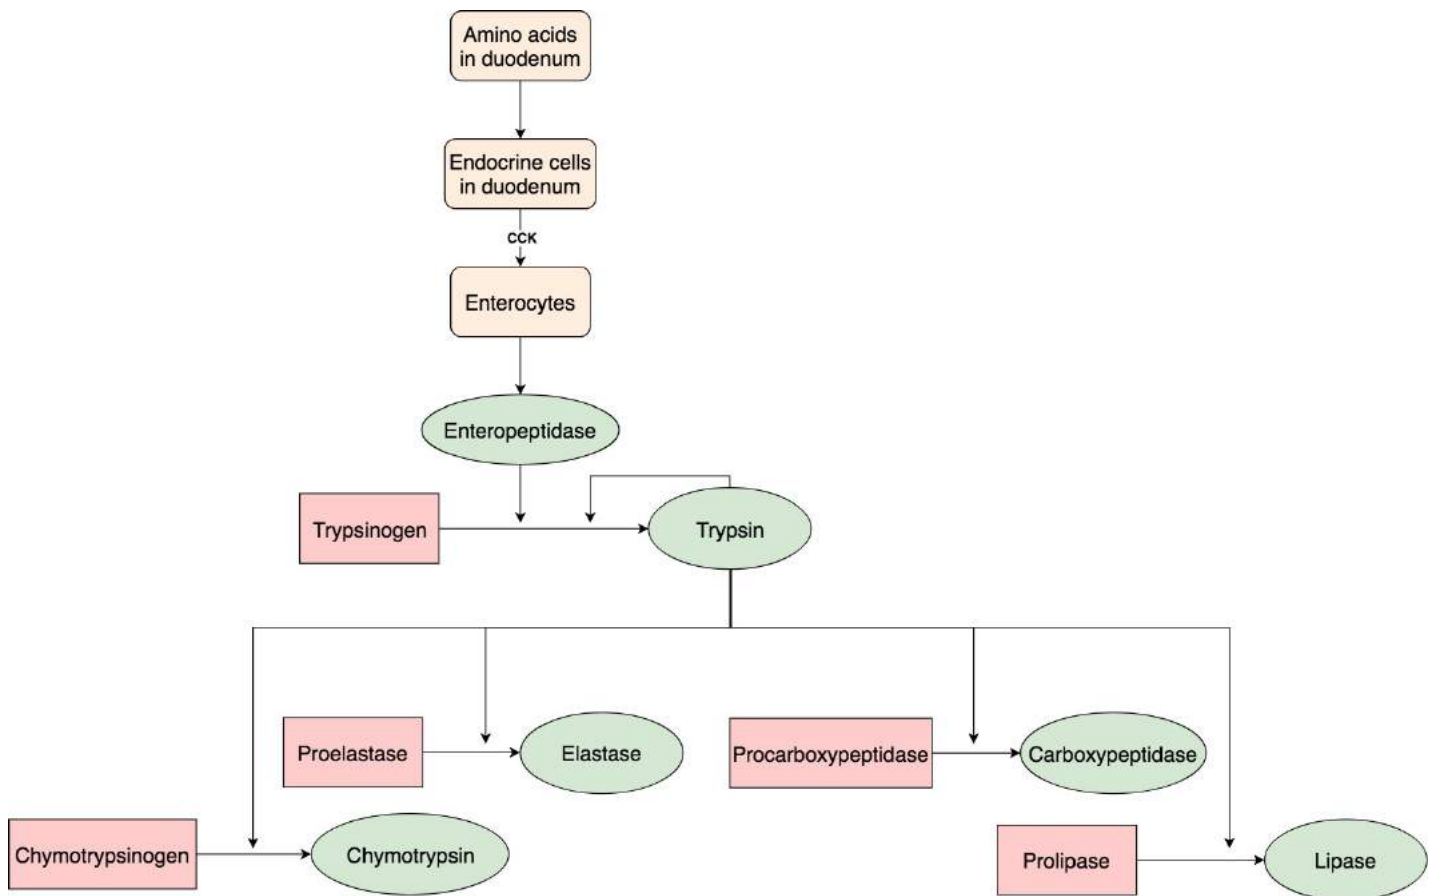 Amino acids
in duodenum
Endocrine cells
in duodenum
CCK
Enterocytes
Enteropeptidase
Trypsinogen
Trypsin
Proelastase
Elastase
Procarboxypeptidase
Carboxypeptidase
Chymotrypsinogen
Chymotrypsin
Prolipase
Lipase